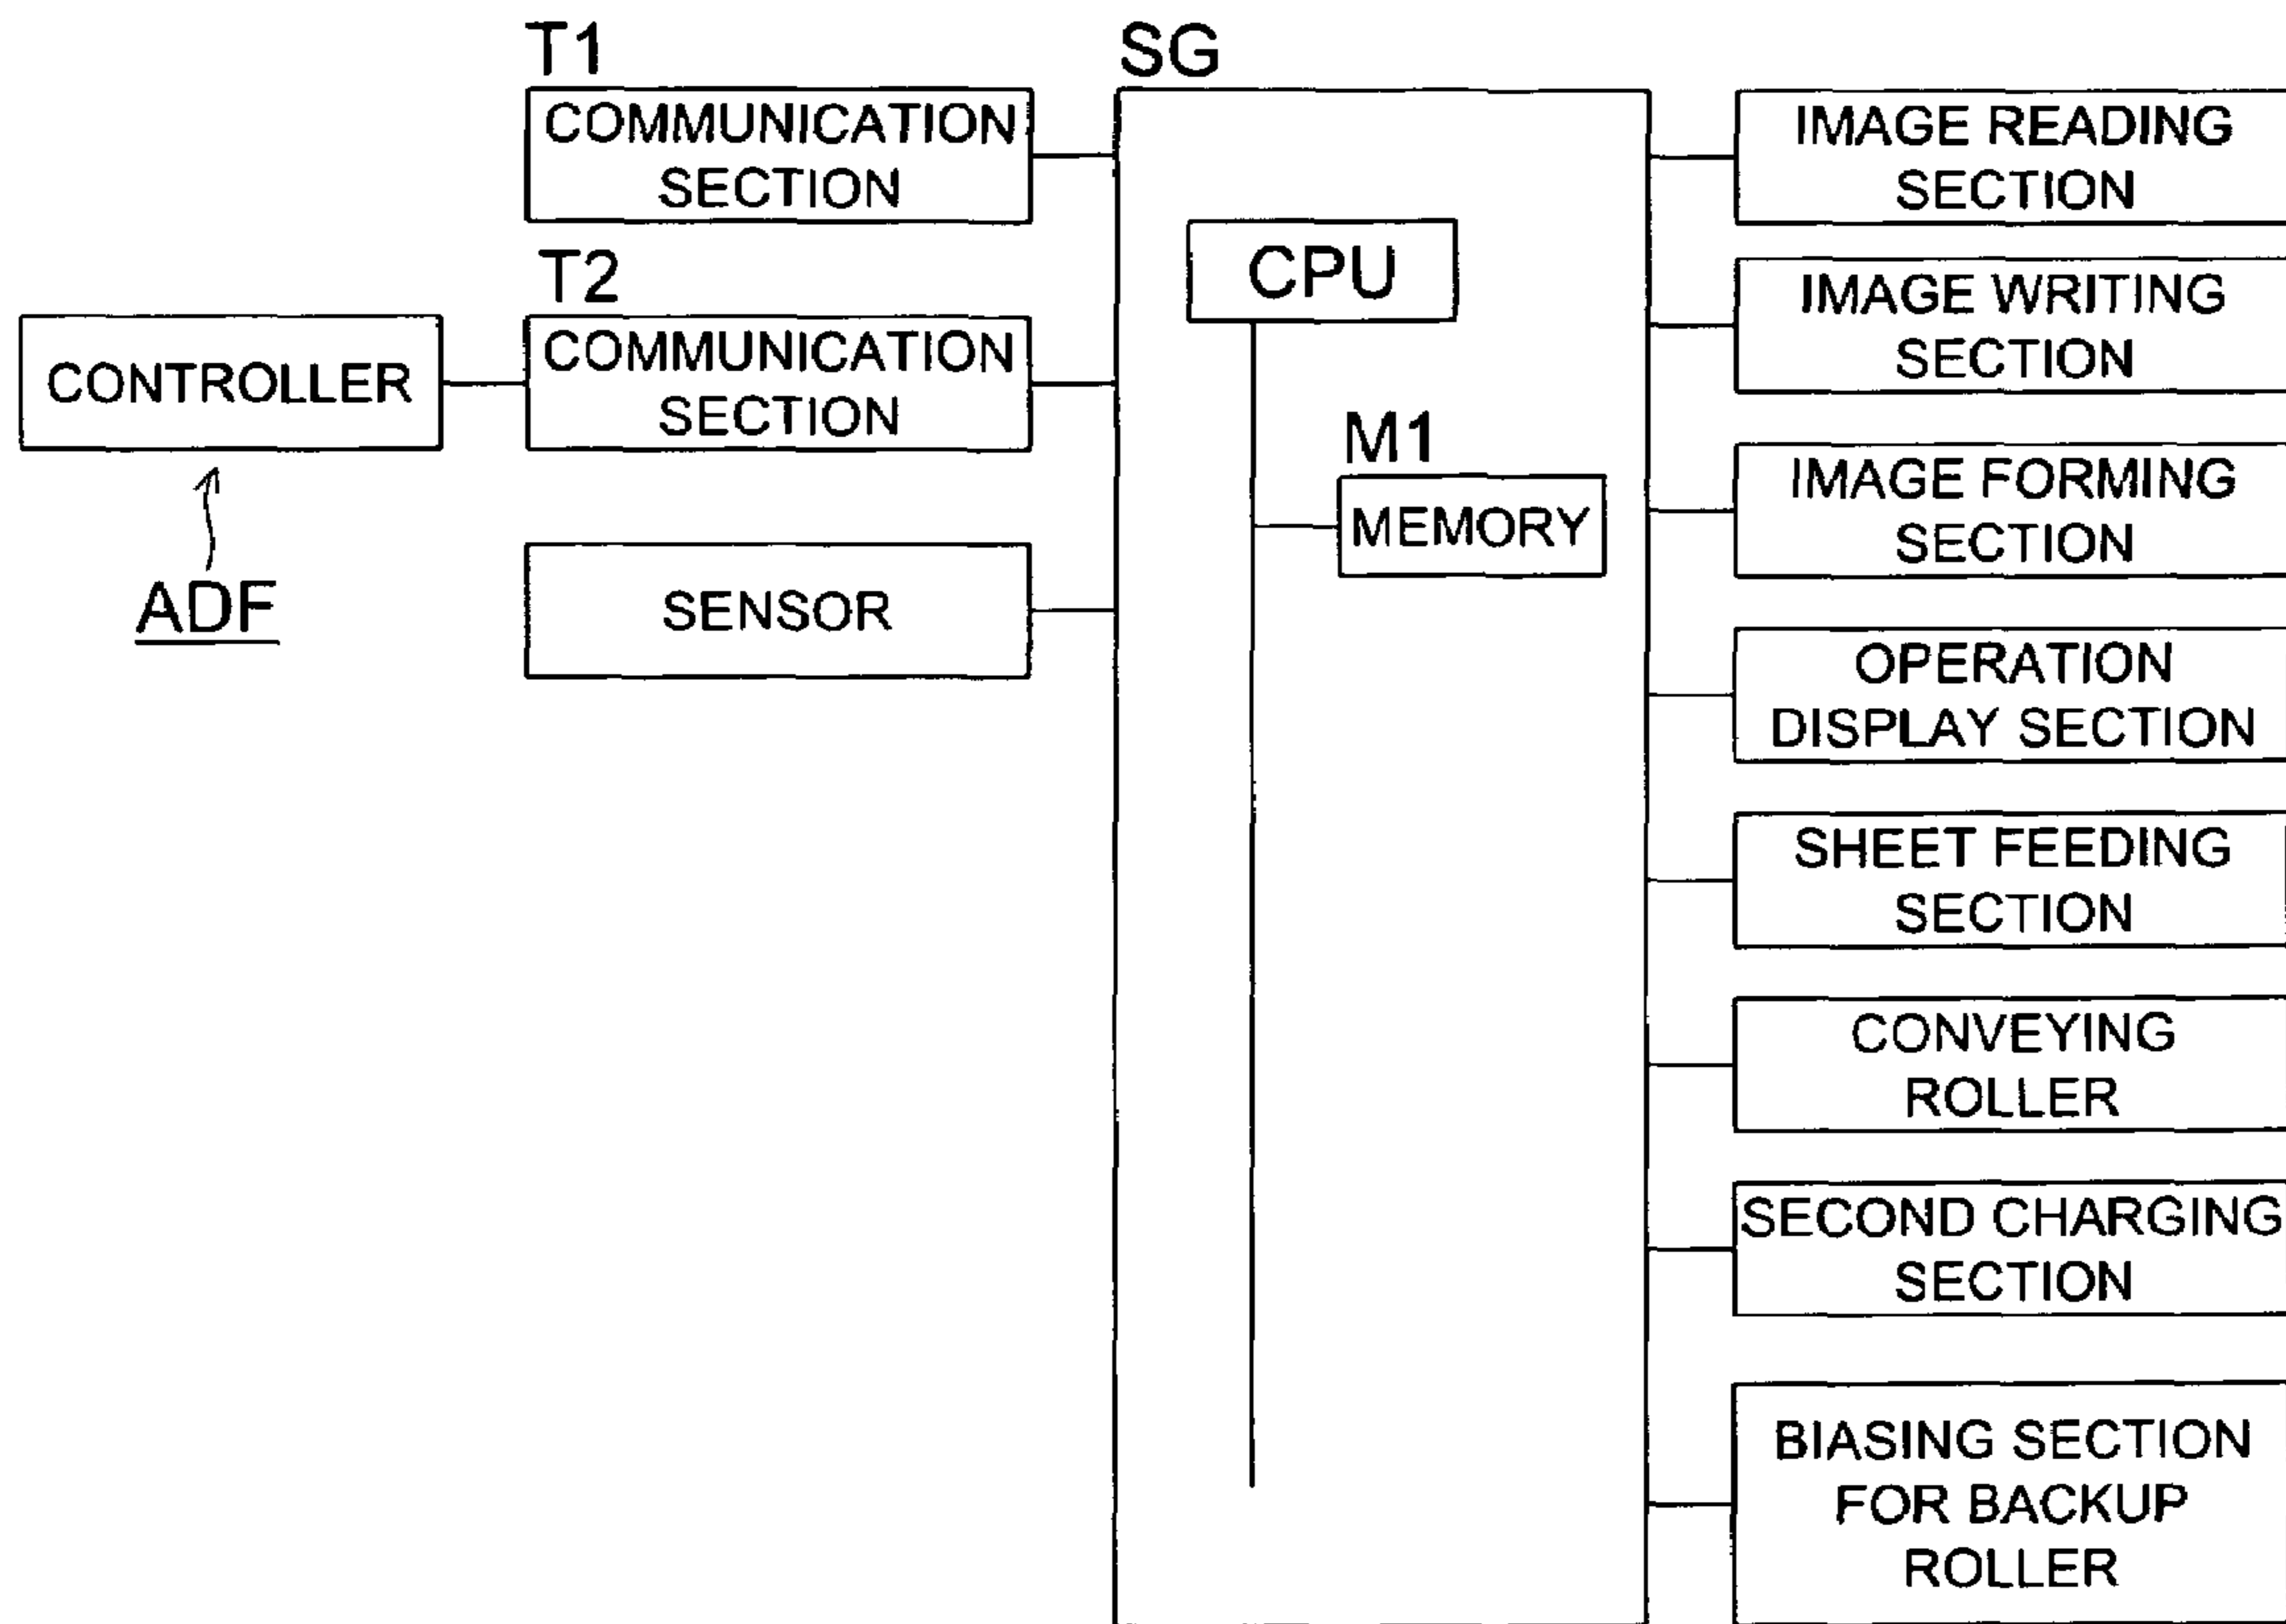 T1
COMMUNICATION
SECTION
T2
COMMUNICATION
SECTION
CONTROLLER
ADF
SENSOR
SG
CPU
M1
MEMORY
IMAGE READING
SECTION
IMAGE WRITING
SECTION
IMAGE FORMING
SECTION
OPERATION
DISPLAY SECTION
SHEET FEEDING
SECTION
CONVEYING
ROLLER
SECOND CHARGING
SECTION
BIASING SECTION
FOR BACKUP
ROLLER